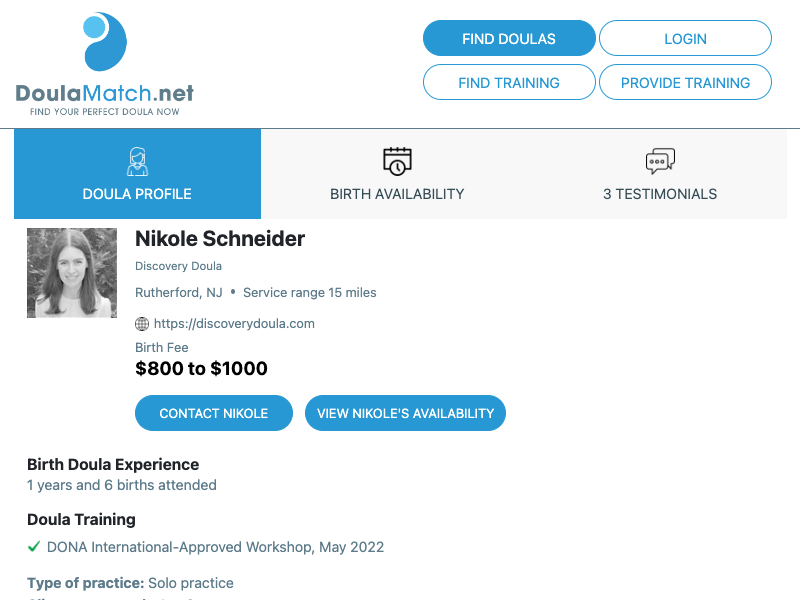 DoulaMatch.net
FIND YOUR PERFECT DOULA NOW
FIND DOULAS
LOGIN
FIND TRAINING
PROVIDE TRAINING
DOULA PROFILE
BIRTH AVAILABILITY
3 TESTIMONIALS
Nikole Schneider
Discovery Doula
Rutherford, NJ • Service range 15 miles
https://discoverydoula.com
Birth Fee
$800 to $1000
CONTACT NIKOLE
VIEW NIKOLE'S AVAILABILITY
Birth Doula Experience
1 years and 6 births attended
Doula Training
DONA International-Approved Workshop, May 2022
Type of practice: Solo practice